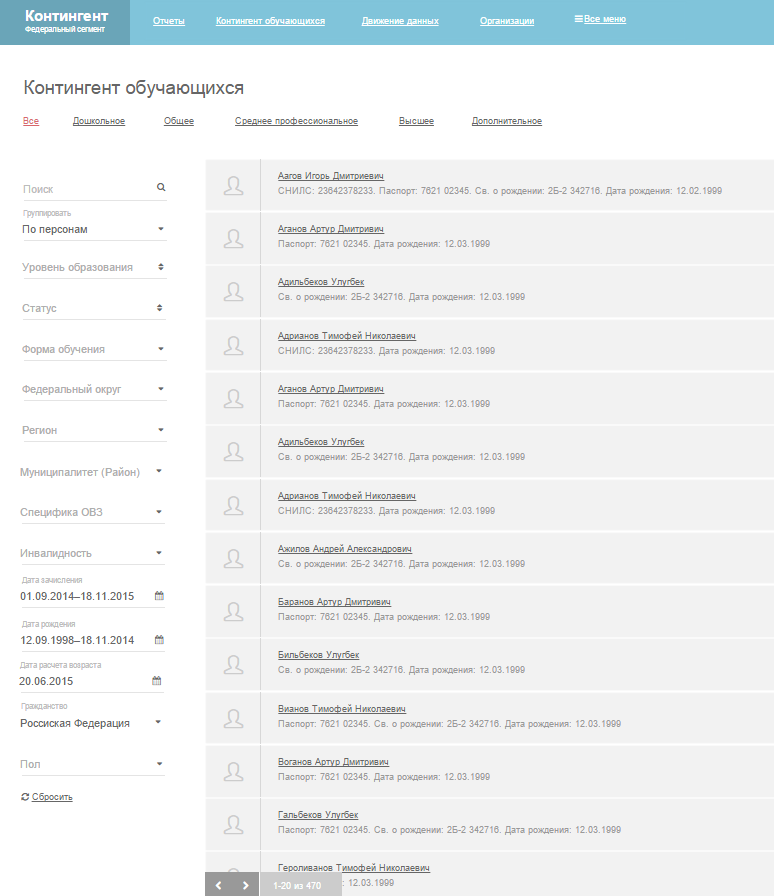 Контингент
Федеральный сегмент
Отчеты
Контингент обучающихся
Движение данных
Организации
Все меню
Контингент обучающихся
Все
Дошкольное
Общее
Среднее профессиональное
Высшее
Дополнительное
Поиск
Группировать
По персонам
Уровень образования
Статус
Форма обучения
Федеральный округ
Регион
Муниципалитет (Район)
Специфика ОВЗ
Инвалидность
Дата зачисления
01.09.2014–18.11.2015
Дата рождения
12.09.1998–18.11.2014
Дата расчета возраста
20.06.2015
Гражданство
Россиская Федерация
Пол
Сбросить
Аагов Игорь Дмитриевич
СНИЛС: 23642378233. Паспорт: 7621 02345. Св. о рождении: 2Б-2 342716. Дата рождения: 12.02.1999
Аганов Артур Дмитривич
Паспорт: 7621 02345. Дата рождения: 12.03.1999
Адильбеков Улугбек
Св. о рождении: 2Б-2 342716. Дата рождения: 12.03.1999
Адрианов Тимофей Николаевич
СНИЛС: 23642378233. Дата рождения: 12.03.1999
Аганов Артур Дмитривич
Паспорт: 7621 02345. Дата рождения: 12.03.1999
Адильбеков Улугбек
Св. о рождении: 2Б-2 342716. Дата рождения: 12.03.1999
Адрианов Тимофей Николаевич
СНИЛС: 23642378233. Дата рождения: 12.03.1999
Ажилов Андрей Александрович
Св. о рождении: 2Б-2 342716. Дата рождения: 12.03.1999
Баранов Артур Дмитривич
Паспорт: 7621 02345. Дата рождения: 12.03.1999
Бильбеков Улугбек
Св. о рождении: 2Б-2 342716. Дата рождения: 12.03.1999
Вианов Тимофей Николаевич
Паспорт: 7621 02345. Св. о рождении: 2Б-2 342716. Дата рождения: 12.03.1999
Воганов Артур Дмитривич
Паспорт: 7621 02345. Дата рождения: 12.03.1999
Гальбеков Улугбек
Паспорт: 7621 02345. Св. о рождении: 2Б-2 342716. Дата рождения: 12.03.1999
Героливанов Тимофей Николаевич
: 12.03.1999
1-20 из 470